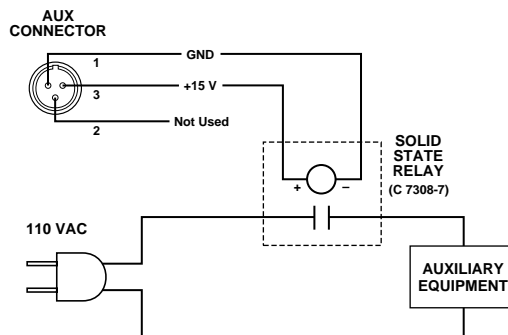 AUX
CONNECTOR
1
GND
3
+15 V
2
Not Used
SOLID
STATE
RELAY
(C 7308-7)
+
–
110 VAC
AUXILIARY
EQUIPMENT